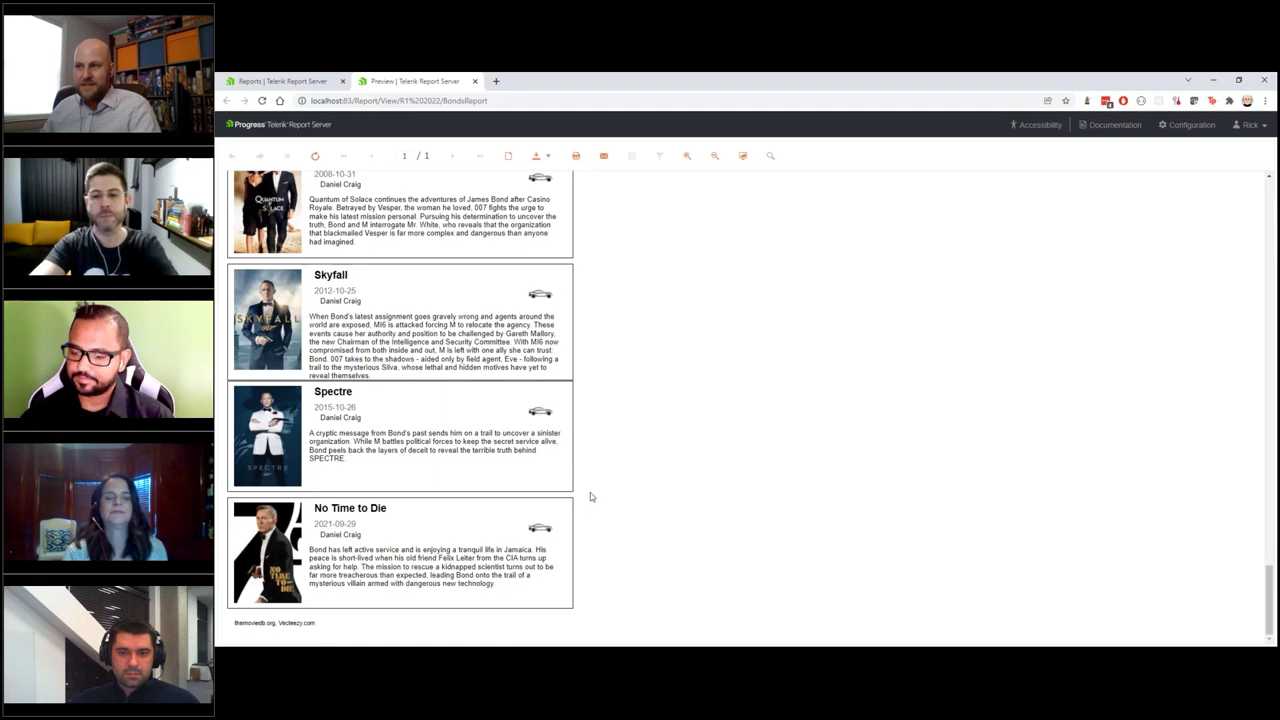 Reports | Telerik Report Server
Preview | Telerik Report Server
localhost:83/Report/View/R1%202022/BondsReport
Progress® Telerik® Report Server
Accessibility
Documentation
Configuration
Rick
1 / 1
QUANTUM
SOLACE
2008-10-31
Daniel Craig
Quantum of Solace continues the adventures of James Bond after Casino
Royale. Betrayed by Vesper, the woman he loved, 007 fights the urge to
make his latest mission personal. Pursuing his determination to uncover the
truth, Bond and M interrogate Mr. White, who reveals that the organization
that blackmailed Vesper is far more complex and dangerous than anyone
had imagined.
SKYFALL
007
Skyfall
2012-10-25
Daniel Craig
When Bond's latest assignment goes gravely wrong and agents around the
world are exposed, MI6 is attacked forcing M to relocate the agency. These
events cause her authority and position to be challenged by Gareth Mallory,
the new Chairman of the Intelligence and Security Committee. With MI6 now
compromised from both inside and out, M is left with one ally she can trust:
Bond. 007 takes to the shadows - aided only by field agent, Eve - following a
trail to the mysterious Silva, whose lethal and hidden motives have yet to
reveal themselves.
SPECTRE
Spectre
2015-10-26
Daniel Craig
A cryptic message from Bond's past sends him on a trail to uncover a sinister
organization. While M battles political forces to keep the secret service alive,
Bond peels back the layers of deceit to reveal the terrible truth behind
SPECTRE.
NO
TIME
TO
DIE
No Time to Die
2021-09-29
Daniel Craig
Bond has left active service and is enjoying a tranquil life in Jamaica. His
peace is short-lived when his old friend Felix Leiter from the CIA turns up
asking for help. The mission to rescue a kidnapped scientist turns out to be
far more treacherous than expected, leading Bond onto the trail of a
mysterious villain armed with dangerous new technology.
themoviedb.org, Vecteezy.com